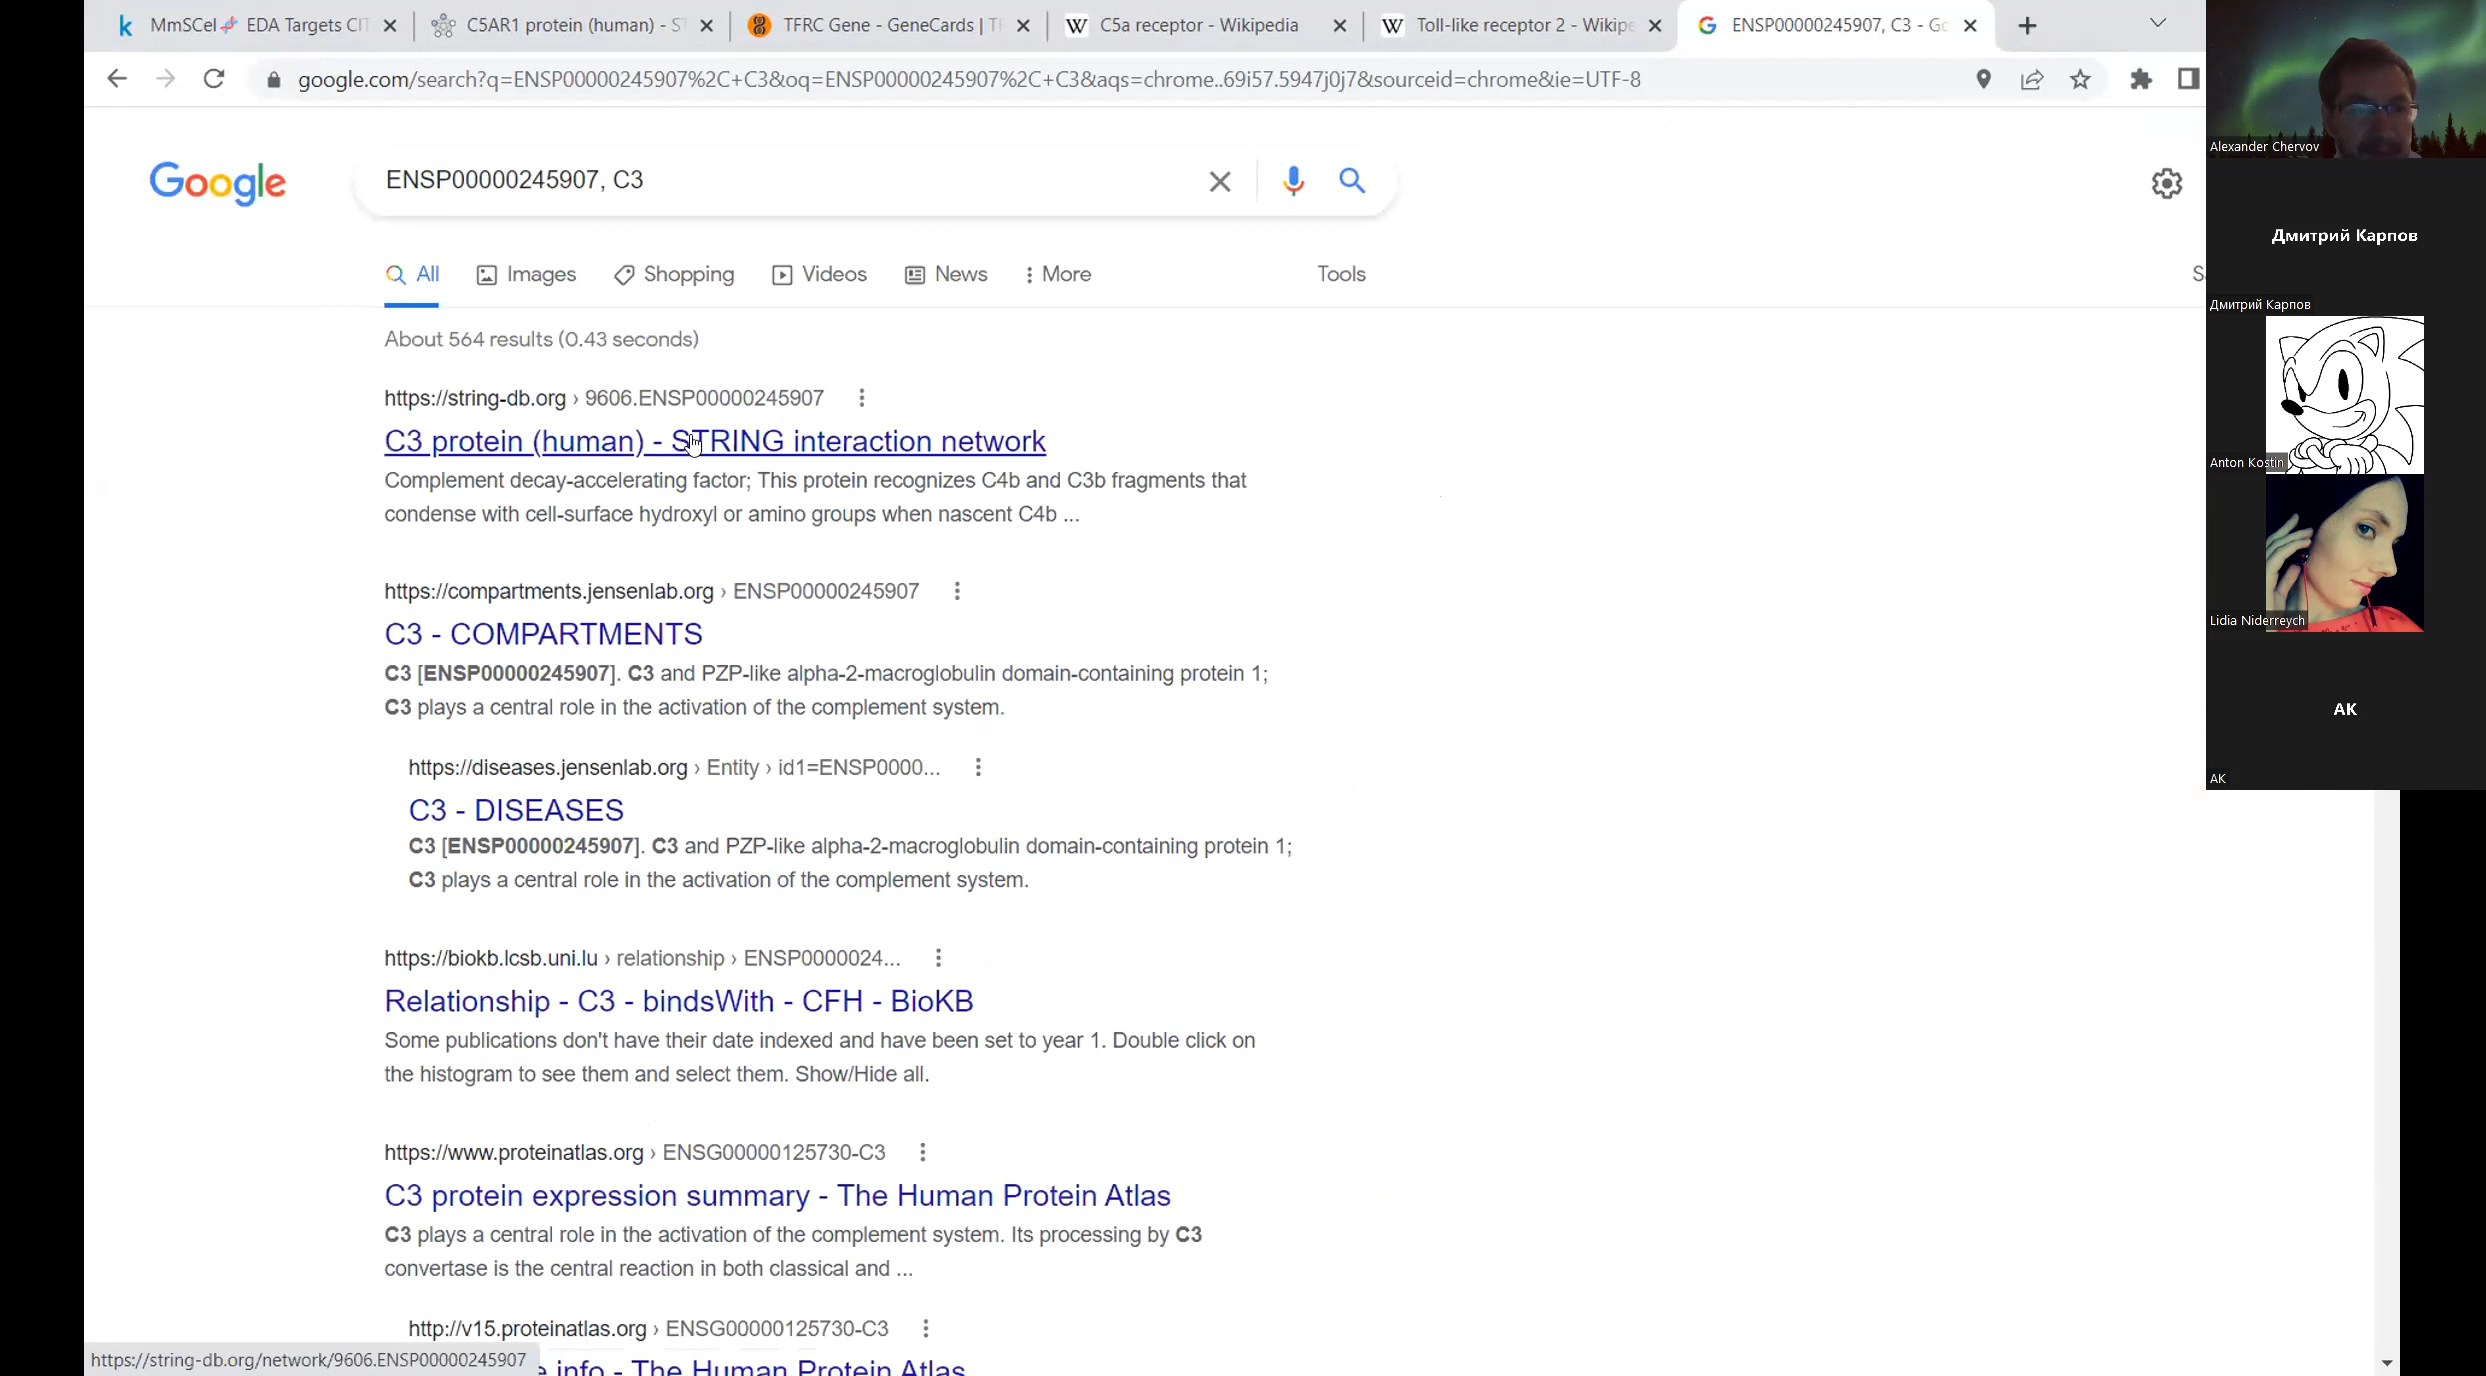 MmSCel EDA Targets CIT
C5AR1 protein (human) - ST
TFRC Gene - GeneCards | TF
C5a receptor - Wikipedia
Toll-like receptor 2 - Wikipe
ENSP00000245907, C3 - Go
google.com/search?q=ENSP00000245907%2C+C3&oq=ENSP00000245907%2C+C3&aqs=chrome..69i57.5947j0j7&sourceid=chrome&ie=UTF-8
Google
ENSP00000245907, C3
All
Images
Shopping
Videos
News
More
Tools
About 564 results (0.43 seconds)
https://string-db.org › 9606.ENSP00000245907
C3 protein (human) - STRING interaction network
Complement decay-accelerating factor; This protein recognizes C4b and C3b fragments that
condense with cell-surface hydroxyl or amino groups when nascent C4b ...
https://compartments.jensenlab.org › ENSP00000245907
C3 - COMPARTMENTS
C3 [ENSP00000245907]. C3 and PZP-like alpha-2-macroglobulin domain-containing protein 1;
C3 plays a central role in the activation of the complement system.
https://diseases.jensenlab.org › Entity › id1=ENSP0000...
C3 - DISEASES
C3 [ENSP00000245907]. C3 and PZP-like alpha-2-macroglobulin domain-containing protein 1;
C3 plays a central role in the activation of the complement system.
https://biokb.lcsb.uni.lu › relationship › ENSP0000024...
Relationship - C3 - bindsWith - CFH - BioKB
Some publications don't have their date indexed and have been set to year 1. Double click on
the histogram to see them and select them. Show/Hide all.
https://www.proteinatlas.org › ENSG00000125730-C3
C3 protein expression summary - The Human Protein Atlas
C3 plays a central role in the activation of the complement system. Its processing by C3
convertase is the central reaction in both classical and ...
http://v15.proteinatlas.org › ENSG00000125730-C3
e info - The Human Protein Atlas
https://string-db.org/network/9606.ENSP00000245907
Alexander Chervov
Дмитрий Карпов
Дмитрий Карпов
Anton Kostin
Lidia Niderreych
AK
AK